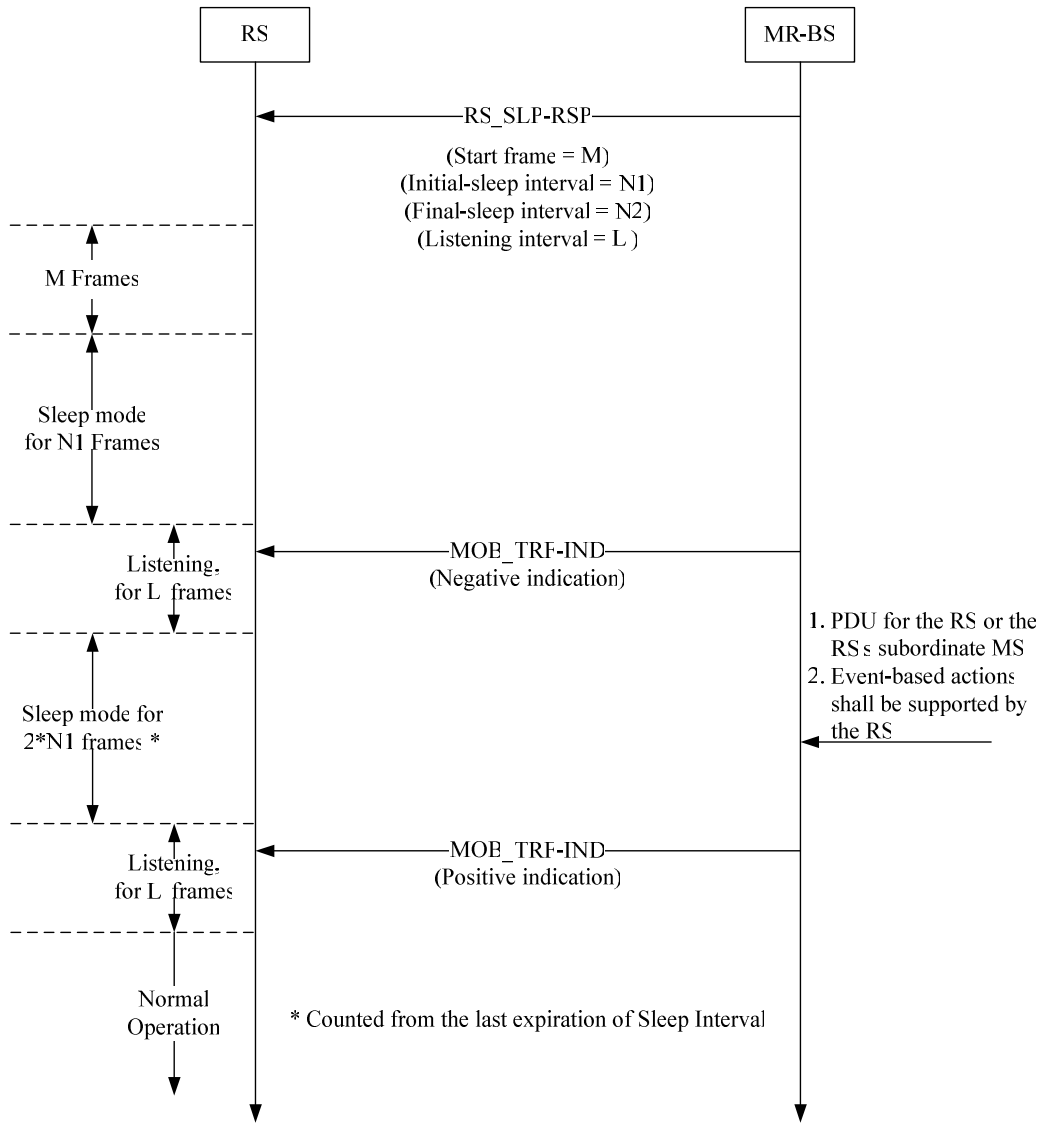 RS
MR-BS
RS_SLP-RSP
(Start frame = M)
(Initial-sleep interval = N1)
(Final-sleep interval = N2)
(Listening interval = L )
M Frames
Sleep mode
for N1 Frames
Listening,
for L frames
MOB_TRF-IND
(Negative indication)
1. PDU for the RS or the
RSs subordinate MS
2. Event-based actions
shall be supported by
the RS
Sleep mode for
2*N1 frames *
Listening,
for L frames
MOB_TRF-IND
(Positive indication)
Normal
Operation
* Counted from the last expiration of Sleep Interval